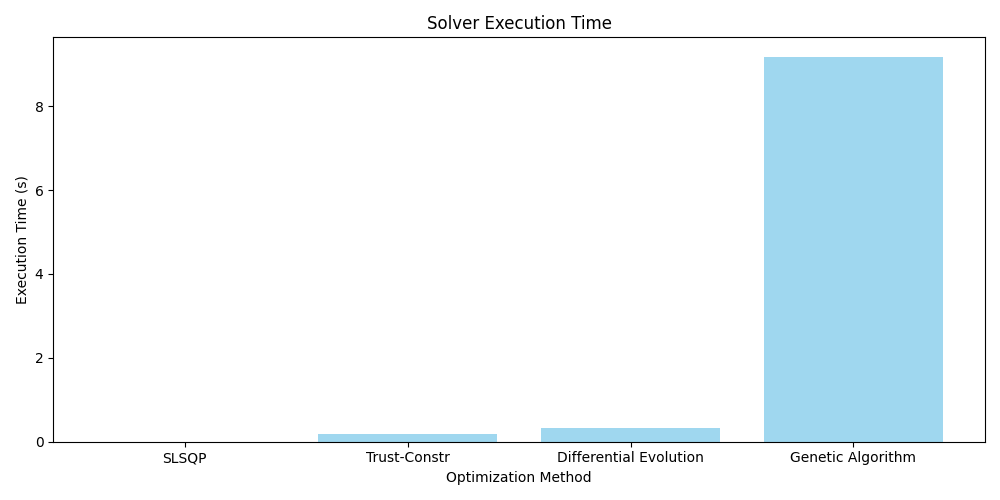 Solver Execution Time
Execution Time (s)
8
6
4
2
0
SLSQP
Trust-Constr
Differential Evolution
Genetic Algorithm
Optimization Method